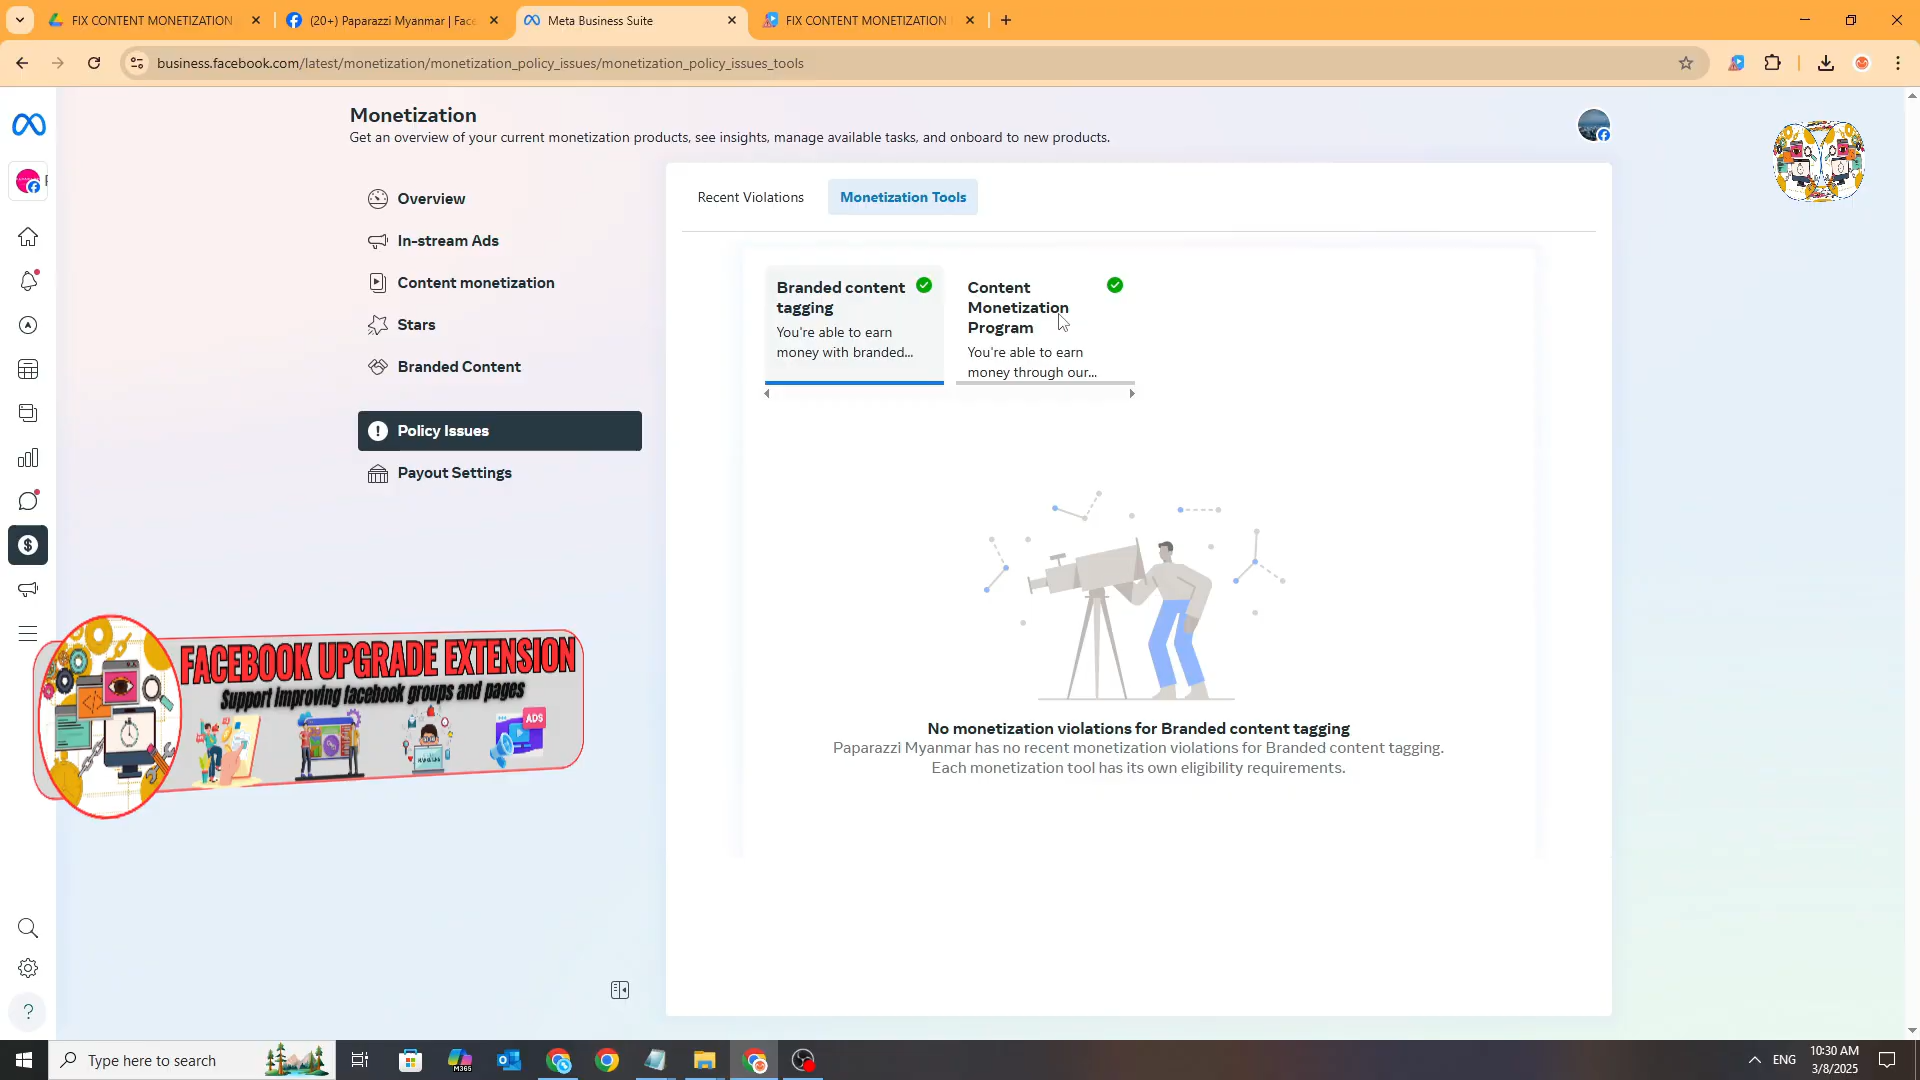 FIX CONTENT MONETIZATION
(20+) Paparazzi Myanmar | Face
Meta Business Suite
FIX CONTENT MONETIZATION
business.facebook.com/latest/monetization/monetization_policy_issues/monetization_policy_issues_tools
Monetization
Get an overview of your current monetization products, see insights, manage available tasks, and onboard to new products.
Overview
In-stream Ads
Content monetization
Stars
Branded Content
Policy Issues
Payout Settings
Recent Violations
Monetization Tools
Branded content
tagging
You're able to earn
money with branded...
Content
Monetization
Program
You're able to earn
money through our...
No monetization violations for Branded content tagging
Paparazzi Myanmar has no recent monetization violations for Branded content tagging.
Each monetization tool has its own eligibility requirements.
FACEBOOK UPGRADE EXTENSION
Support improving facebook groups and pages
ADS
Type here to search
M365
ENG
10:30 AM
3/8/2025